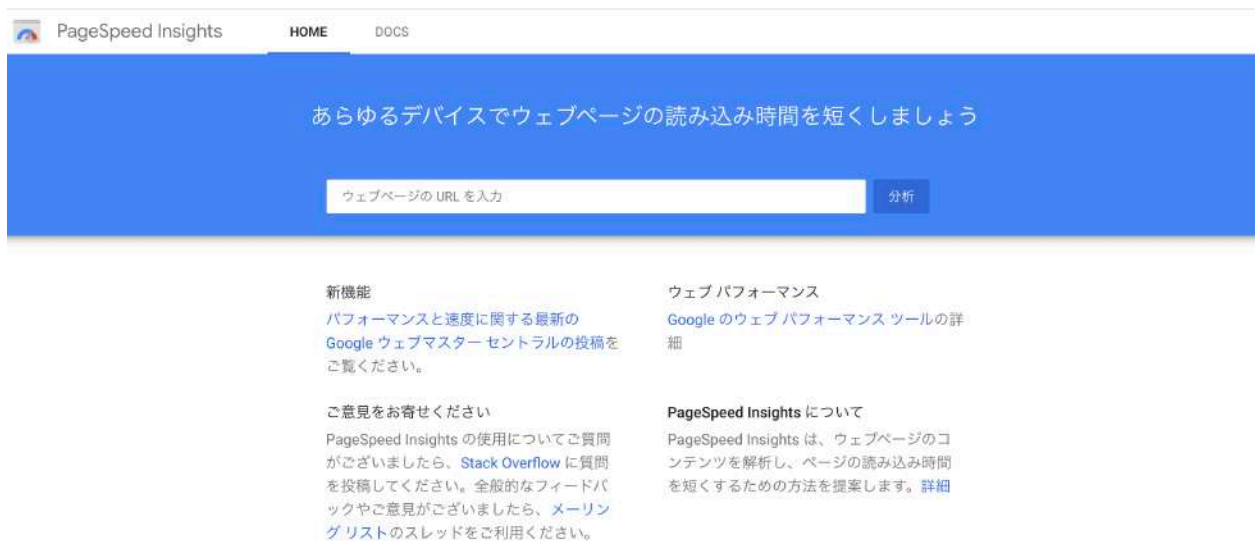 PageSpeed Insights HOME DOCS
あらゆるデバイスでウェブページの読み込み時間を短くしましょう
ウェブページの URL を入力 分析
新機能
パフォーマンスと速度に関する最新の
Google ウェブマスター セントラルの投稿を
ご覧ください。
ウェブ パフォーマンス
Google のウェブ パフォーマンス ツールの詳
細
ご意見をお寄せください
PageSpeed Insights の使用についてご質問
がございましたら、Stack Overflow に質問
を投稿してください。全般的なフィードバ
ックやご意見がございましたら、メーリン
グ リストのスレッドをご利用ください。
PageSpeed Insights について
PageSpeed Insights は、ウェブページのコ
ンテンツを解析し、ページの読み込み時間
を短くするための方法を提案します。詳細